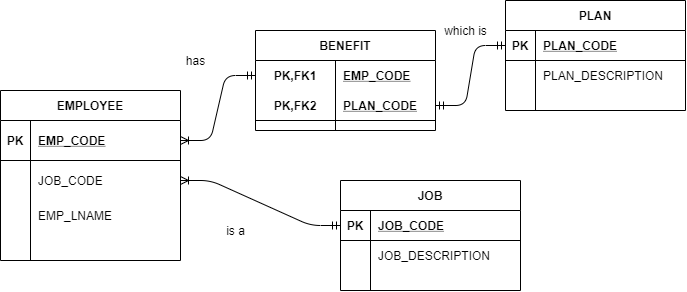 PLAN
PK PLAN_CODE
PLAN_DESCRIPTION
which is
BENEFIT
PK,FK1 EMP_CODE
PK,FK2 PLAN_CODE
has
EMPLOYEE
PK EMP_CODE
JOB_CODE
EMP_LNAME
is a
JOB
PK JOB_CODE
JOB_DESCRIPTION